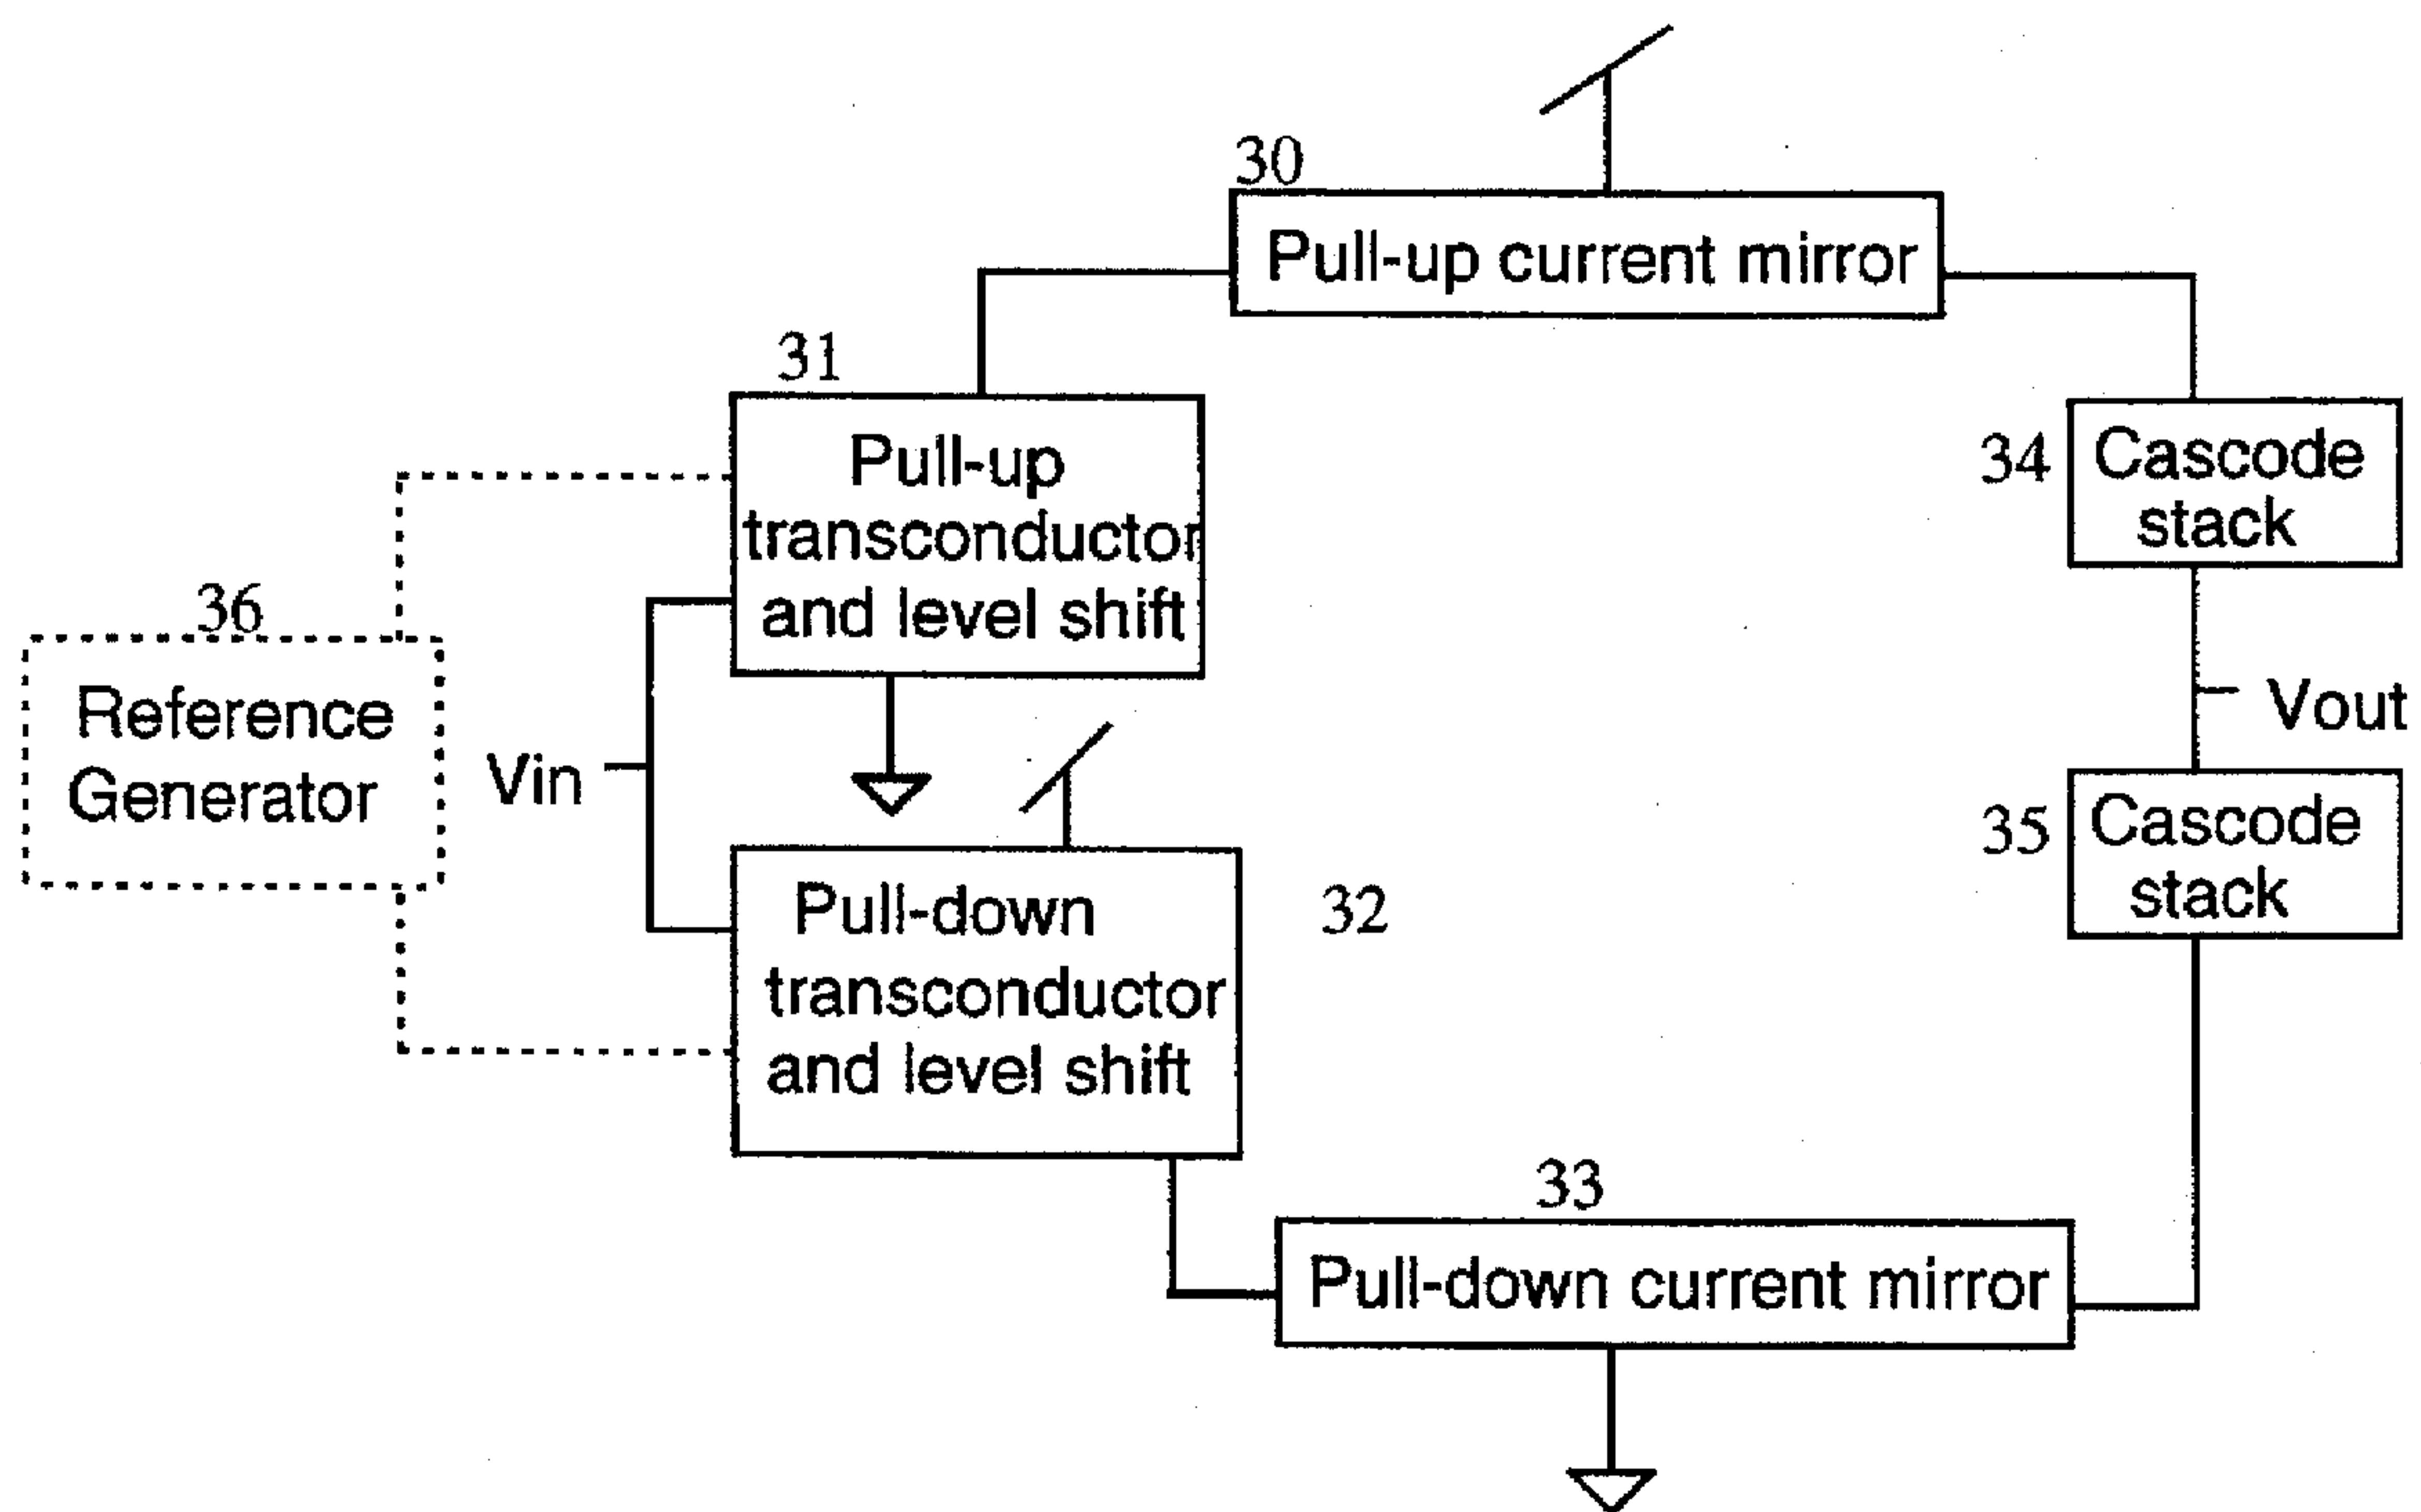 30
Pull-up current mirror
31
Pull-up
transconductor
and level shift
34
Cascode
stack
36
Reference
Generator
Vin
Vout
35
Cascode
stack
32
Pull-down
transconductor
and level shift
33
Pull-down current mirror